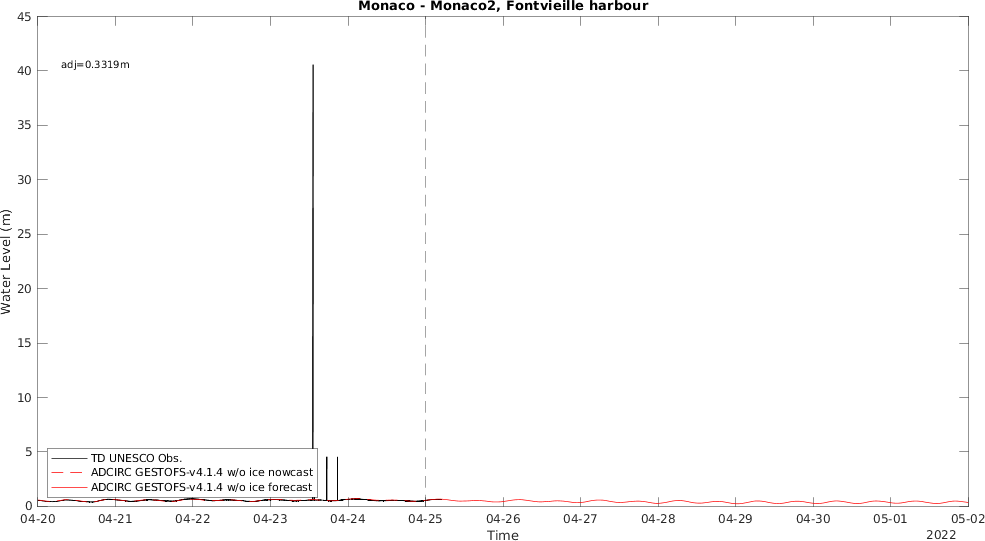 Monaco - Monaco2, Fontvieille harbour
adj=0.3319m
45
40
35
30
25
20
15
10
5
0
Water Level (m)
TD UNESCO Obs.
ADCIRC GESTOFS-v4.1.4 w/o ice nowcast
ADCIRC GESTOFS-v4.1.4 w/o ice forecast
04-20 04-21 04-22 04-23 04-24 04-25 04-26 04-27 04-28 04-29 04-30 05-01 05-02
Time
2022